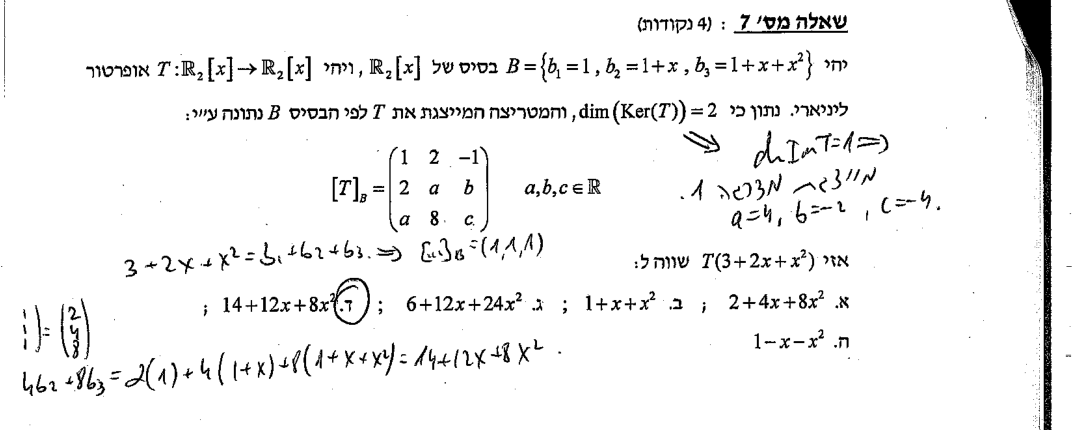 שאלה מס' 7 : (4 נקודות)
יהי B={b₁=1, b₂=1+x, b₃=1+x+x²} בסיס של ℝ₂[x], ויהי T:ℝ₂[x]→ℝ₂[x] אופרטור
ליניארי. נתון כי dim(Ker(T))=2, והמטריצה המייצגת את T לפי הבסיס B נתונה ע"י:
dim ImT=1 ⇒
[T]_B = (1 2 -1
2 a b
a 8 c) a,b,c∈ℝ
מדרגה 1.
a=4, b=-2, c=-4.
3+2x+x²=b₁+b₂+b₃. ⇒ [u]_B=(1,1,1)
אזי T(3+2x+x²) שווה ל:
א. 2+4x+8x² ; ב. 1+x+x² ; ג. 6+12x+24x² ; ד. 14+12x+8x² ;
ה. 1-x-x²
)=(2
4
8)
4b₂+8b₃=2(1)+4(1+x)+8(1+x+x²)=14+12x+8x².